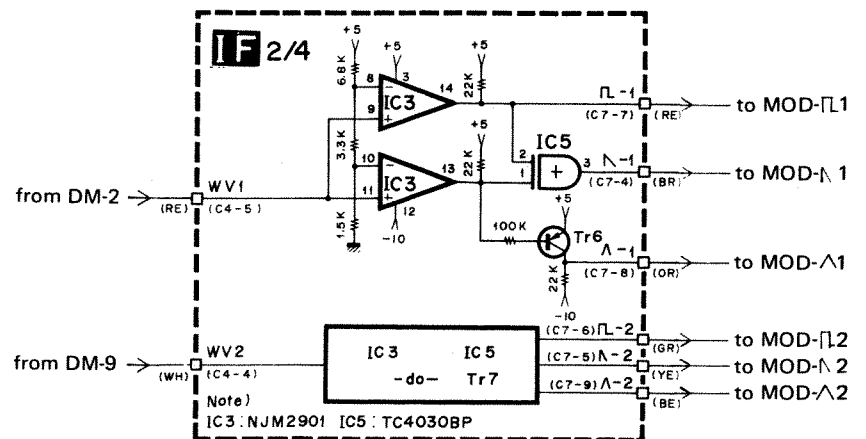 IF 2/4
+5
+5
6.8K
8
-
3
IC3
14
9
+
22K
+5
⎍-1
(C7-7)
(RE)
to MOD-⎍1
3.3K
10
-
IC3
13
11
+
12
-10
22K
+5
IC5
2
1
+
3
N-1
(C7-4)
(BR)
to MOD-N1
from DM-2
(RE)
WV1
(C4-5)
1.5K
100K
+5
Tr6
Λ-1
(C7-8)
(OR)
to MOD-Λ1
22K
-10
from DM-9
(WH)
WV2
(C4-4)
IC3 IC5
-do- Tr7
(C7-6) ⎍-2
(GR)
to MOD-⎍2
(C7-5) N-2
(YE)
to MOD-N2
(C7-9) Λ-2
(BE)
to MOD-Λ2
Note)
IC3:NJM2901 IC5:TC4030BP